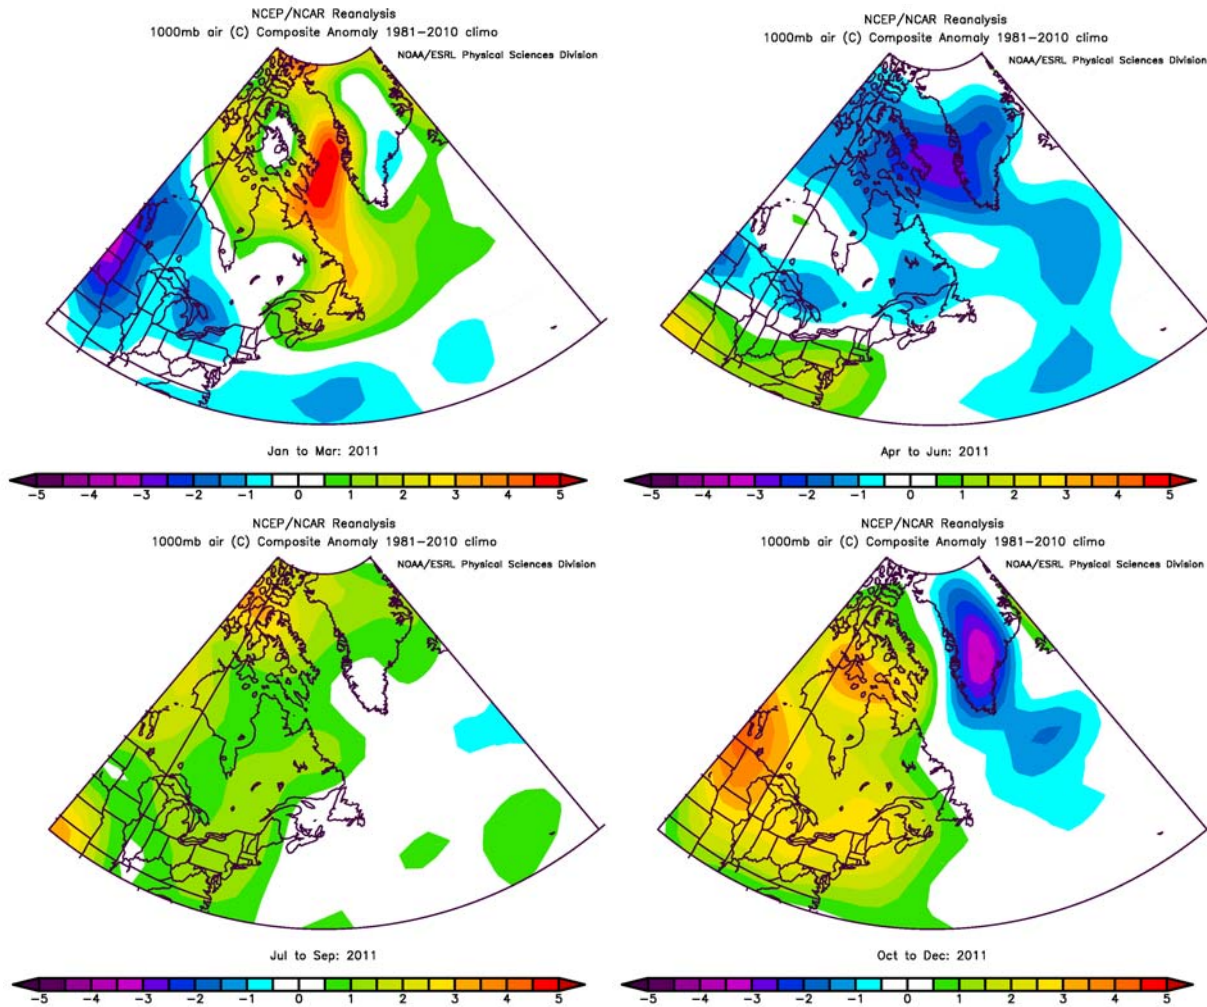 NCEP/NCAR Reanalysis
1000mb air (C) Composite Anomaly 1981-2010 climo
NOAA/ESRL Physical Sciences Division
Jan to Mar: 2011
-5 -4 -3 -2 -1 0 1 2 3 4 5
NCEP/NCAR Reanalysis
1000mb air (C) Composite Anomaly 1981-2010 climo
NOAA/ESRL Physical Sciences Division
Apr to Jun: 2011
-5 -4 -3 -2 -1 0 1 2 3 4 5
NCEP/NCAR Reanalysis
1000mb air (C) Composite Anomaly 1981-2010 climo
NOAA/ESRL Physical Sciences Division
Jul to Sep: 2011
-5 -4 -3 -2 -1 0 1 2 3 4 5
NCEP/NCAR Reanalysis
1000mb air (C) Composite Anomaly 1981-2010 climo
NOAA/ESRL Physical Sciences Division
Oct to Dec: 2011
-5 -4 -3 -2 -1 0 1 2 3 4 5